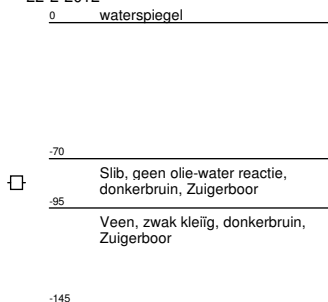 22-2-2012
0 waterspiegel
-70
Slib, geen olie-water reactie,
donkerbruin, Zuigerboor
-95
Veen, zwak kleiïg, donkerbruin,
Zuigerboor
-145